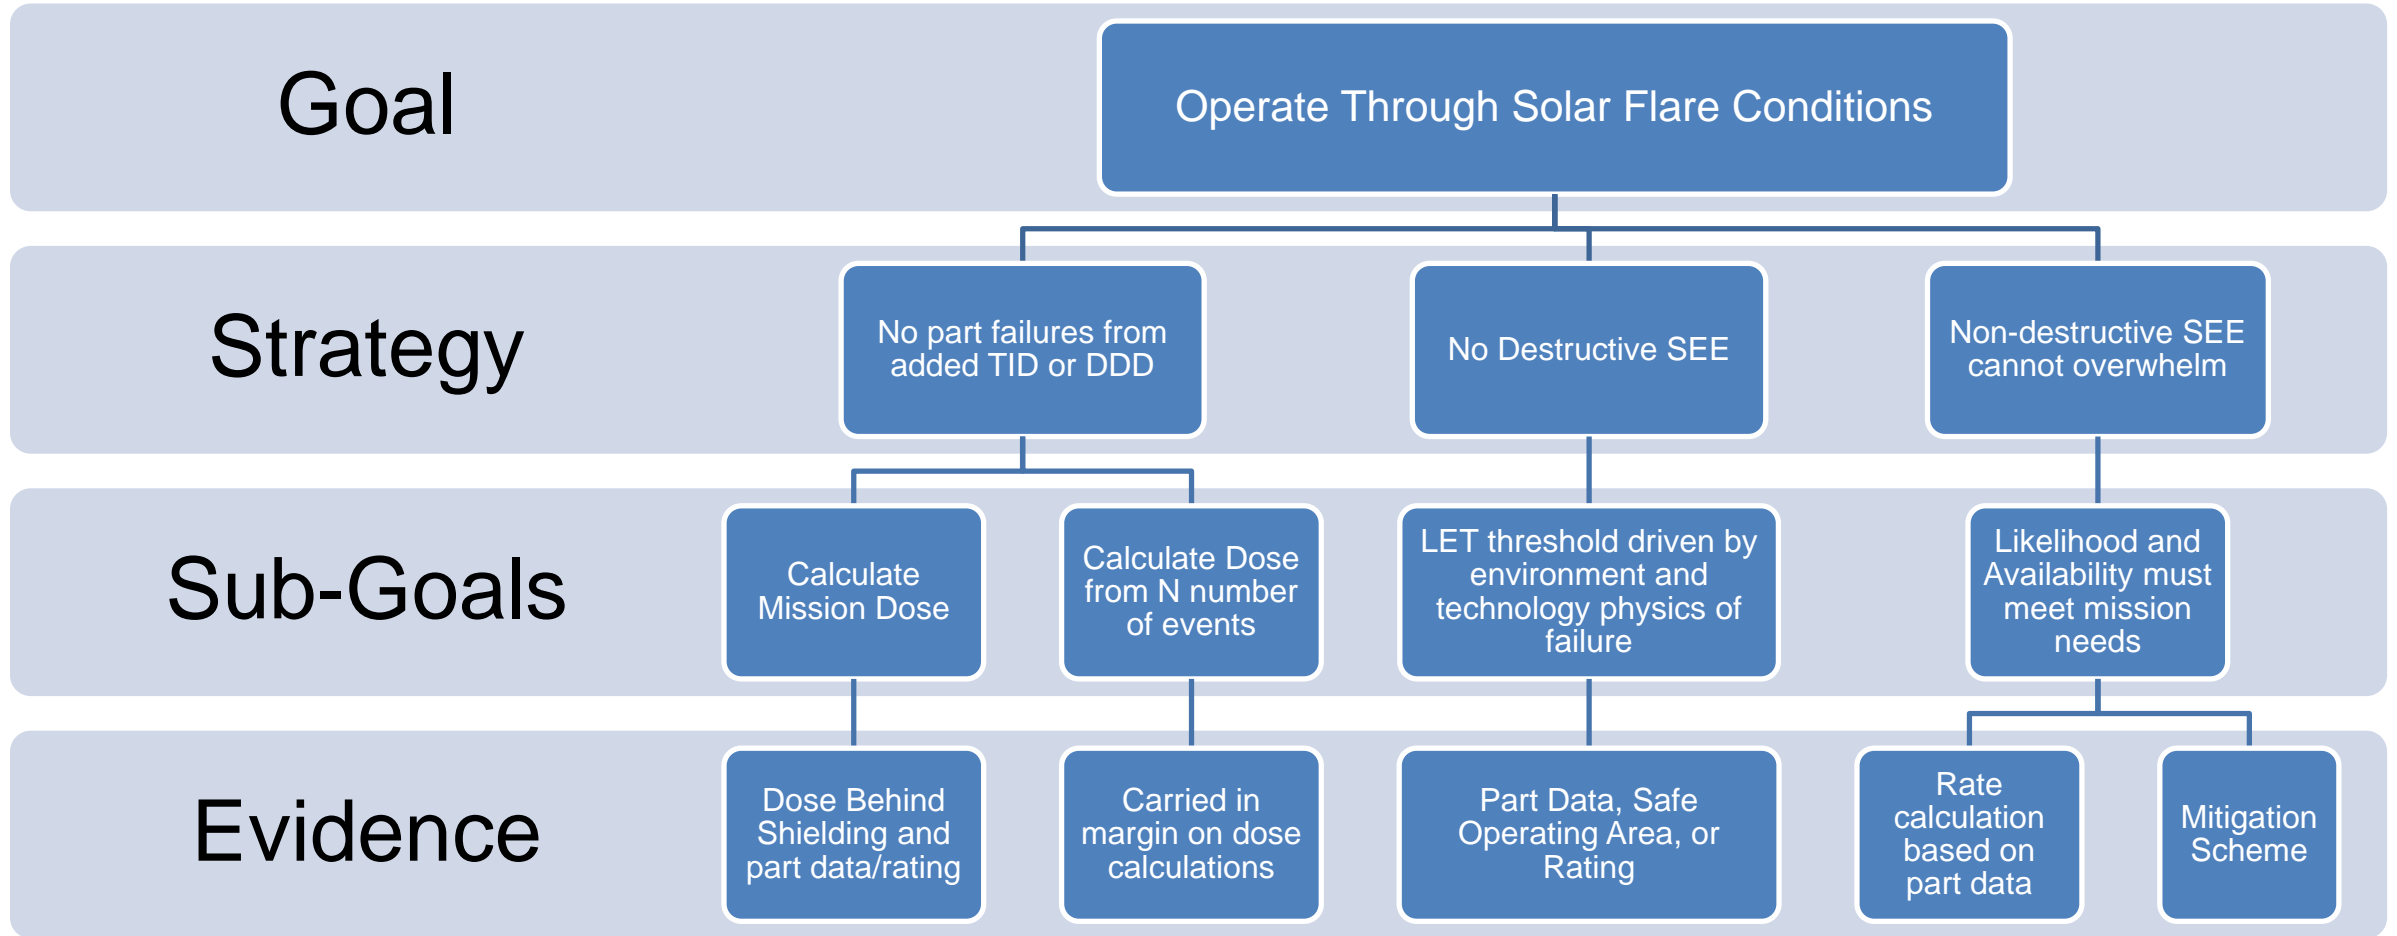 Goal
Operate Through Solar Flare Conditions
Strategy
No part failures from
added TID or DDD
No Destructive SEE
Non-destructive SEE
cannot overwhelm
Sub-Goals
Calculate
Mission Dose
Calculate Dose
from N number
of events
LET threshold driven by
environment and
technology physics of
failure
Likelihood and
Availability must
meet mission
needs
Evidence
Dose Behind
Shielding and
part data/rating
Carried in
margin on dose
calculations
Part Data, Safe
Operating Area, or
Rating
Rate
calculation
based on
part data
Mitigation
Scheme